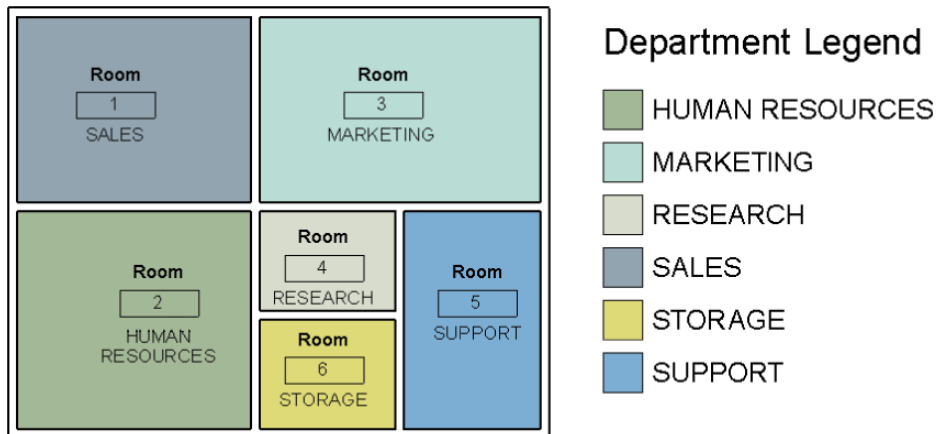 Room
1
SALES
Room
3
MARKETING
Room
2
HUMAN
RESOURCES
Room
4
RESEARCH
Room
5
SUPPORT
Room
6
STORAGE
Department Legend
HUMAN RESOURCES
MARKETING
RESEARCH
SALES
STORAGE
SUPPORT